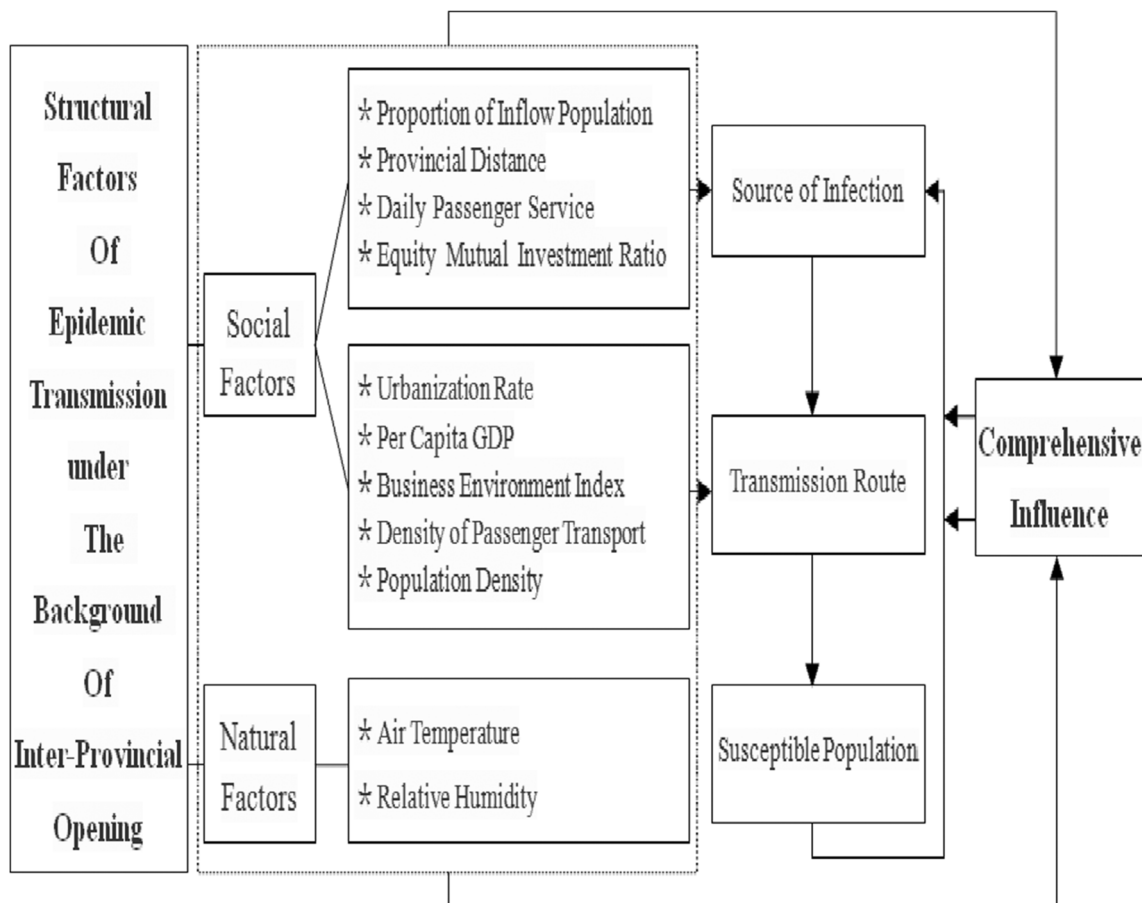 Structural
Factors
Of
Epidemic
Transmission
under
The
Background
Of
Inter-Provincial
Opening
Social
Factors
* Proportion of Inflow Population
* Provincial Distance
* Daily Passenger Service
* Equity Mutual Investment Ratio
* Urbanization Rate
* Per Capita GDP
* Business Environment Index
* Density of Passenger Transport
* Population Density
Natural
Factors
* Air Temperature
* Relative Humidity
Source of Infection
Transmission Route
Susceptible Population
Comprehensive
Influence